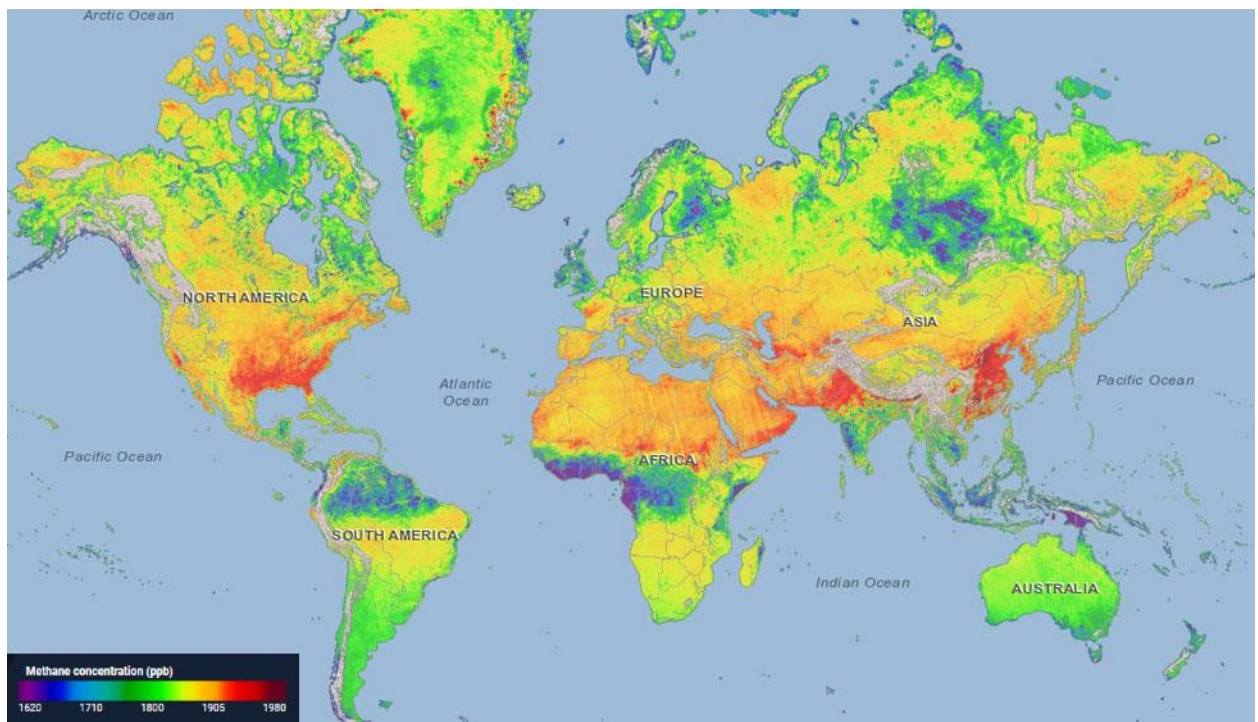 Arctic Ocean
NORTH AMERICA
EUROPE
ASIA
Atlantic
Ocean
Pacific Ocean
Pacific Ocean
AFRICA
SOUTH AMERICA
Indian Ocean
AUSTRALIA
Methane concentration (ppb)
1620 1710 1800 1905 1980